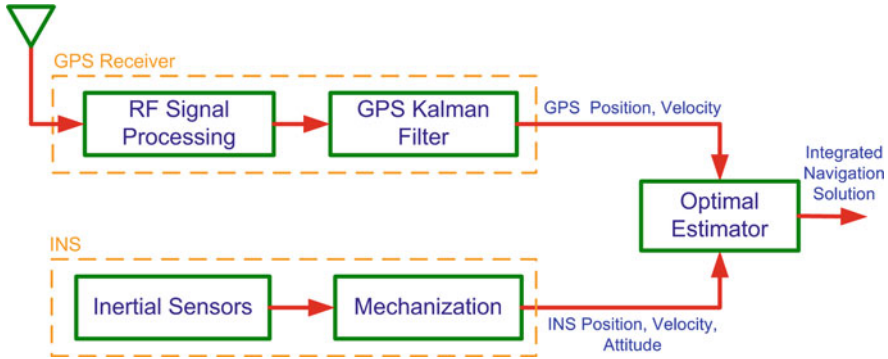 GPS Receiver
RF Signal
Processing
GPS Kalman
Filter
GPS Position, Velocity
Integrated
Navigation
Solution
Optimal
Estimator
INS
Inertial Sensors
Mechanization
INS Position, Velocity,
Attitude